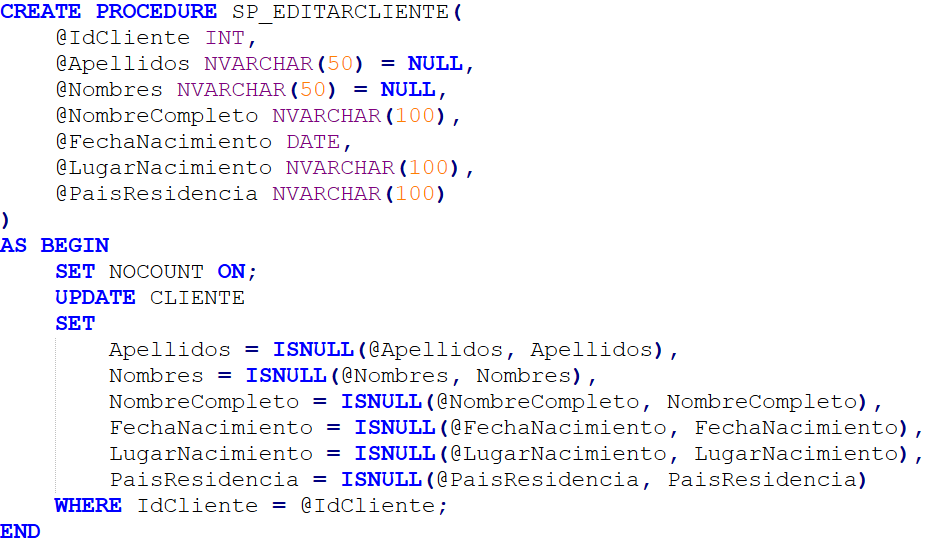 CREATE PROCEDURE SP_EDITARCLIENTE(
    @IdCliente INT,
    @Apellidos NVARCHAR(50) = NULL,
    @Nombres NVARCHAR(50) = NULL,
    @NombreCompleto NVARCHAR(100),
    @FechaNacimiento DATE,
    @LugarNacimiento NVARCHAR(100),
    @PaisResidencia NVARCHAR(100)
)
AS BEGIN
    SET NOCOUNT ON;
    UPDATE CLIENTE
    SET
        Apellidos = ISNULL(@Apellidos, Apellidos),
        Nombres = ISNULL(@Nombres, Nombres),
        NombreCompleto = ISNULL(@NombreCompleto, NombreCompleto),
        FechaNacimiento = ISNULL(@FechaNacimiento, FechaNacimiento),
        LugarNacimiento = ISNULL(@LugarNacimiento, LugarNacimiento),
        PaisResidencia = ISNULL(@PaisResidencia, PaisResidencia)
    WHERE IdCliente = @IdCliente;
END